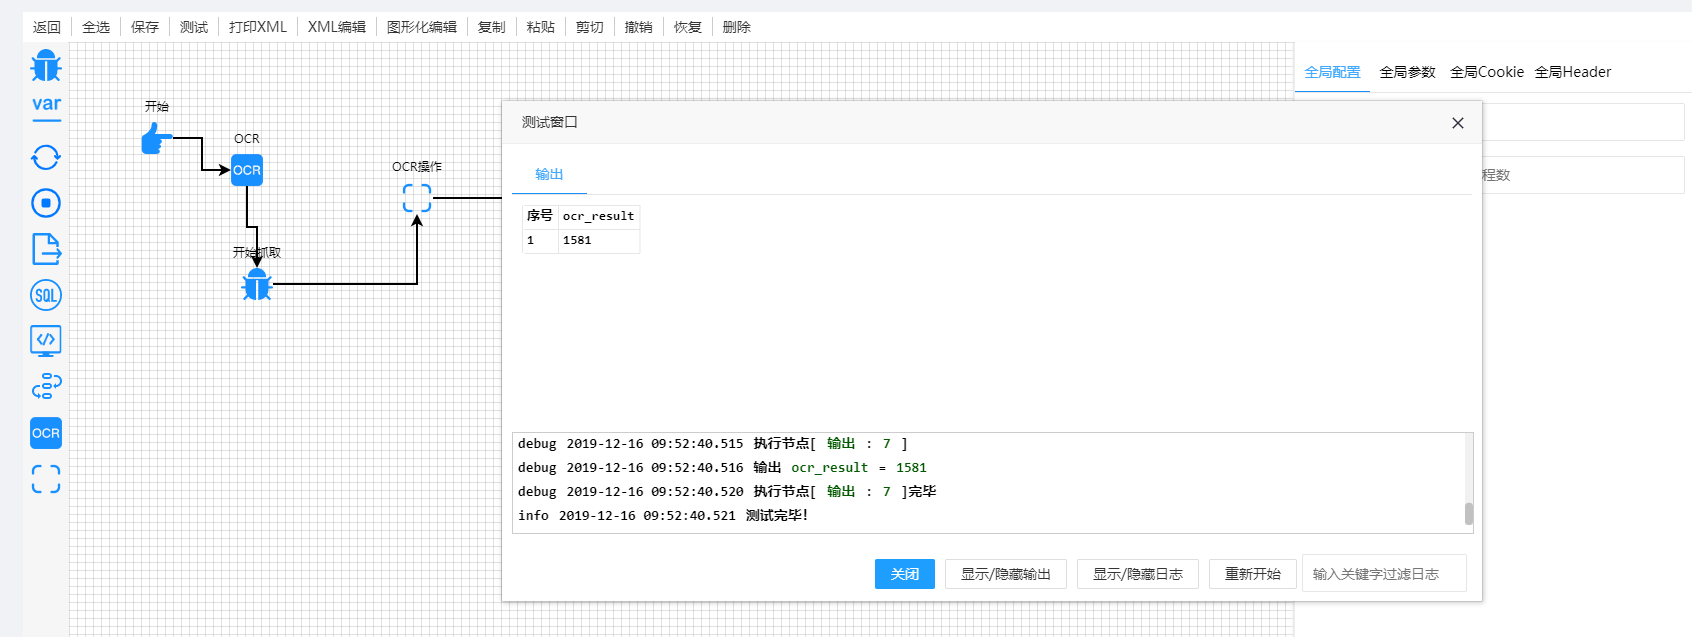 返回 全选 保存 测试 打印XML XML编辑 图形化编辑 复制 粘贴 剪切 撤销 恢复 删除
var
SQL
</>
OCR
开始
OCR
OCR
开始抓取
OCR操作
全局配置 全局参数 全局Cookie 全局Header
程数
测试窗口
输出
序号 ocr_result
1 1581
debug 2019-12-16 09:52:40.515 执行节点[ 输出 : 7 ]
debug 2019-12-16 09:52:40.516 输出 ocr_result = 1581
debug 2019-12-16 09:52:40.520 执行节点[ 输出 : 7 ]完毕
info 2019-12-16 09:52:40.521 测试完毕!
关闭 显示/隐藏输出 显示/隐藏日志 重新开始 输入关键字过滤日志